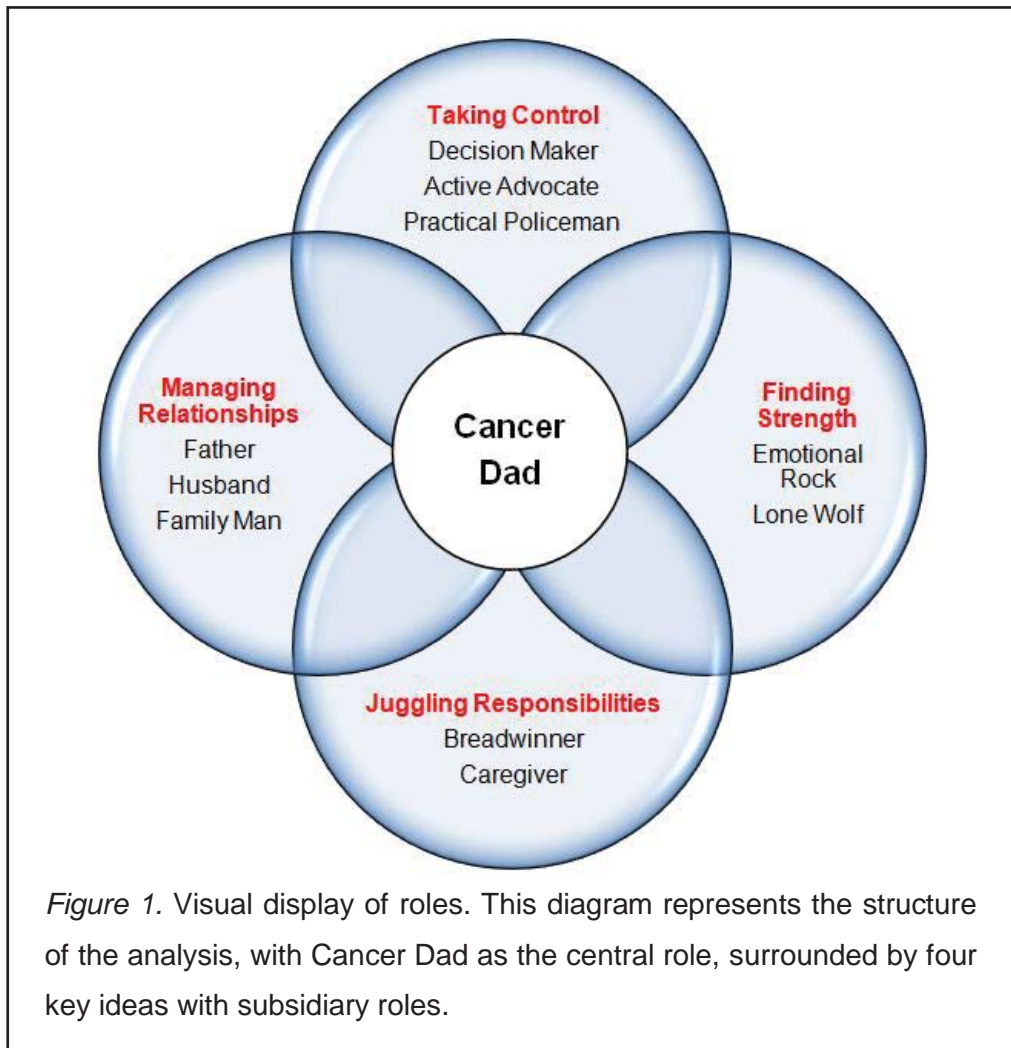 Taking Control
Decision Maker
Active Advocate
Practical Policeman
Managing
Relationships
Father
Husband
Family Man
Cancer
Dad
Finding
Strength
Emotional
Rock
Lone Wolf
Juggling Responsibilities
Breadwinner
Caregiver
Figure 1. Visual display of roles. This diagram represents the structure
of the analysis, with Cancer Dad as the central role, surrounded by four
key ideas with subsidiary roles.